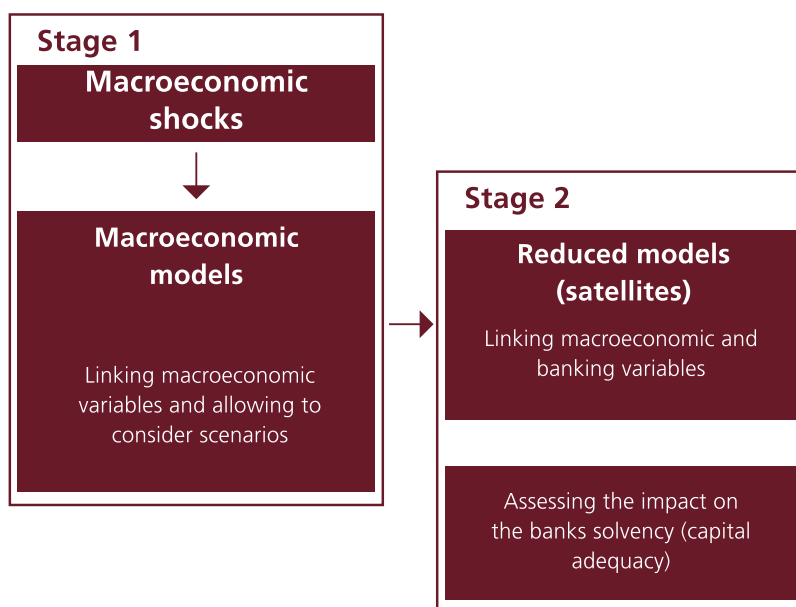 Stage 1
Macroeconomic
shocks
Macroeconomic
models
Linking macroeconomic
variables and allowing to
consider scenarios
Stage 2
Reduced models
(satellites)
Linking macroeconomic and
banking variables
Assessing the impact on
the banks solvency (capital
adequacy)